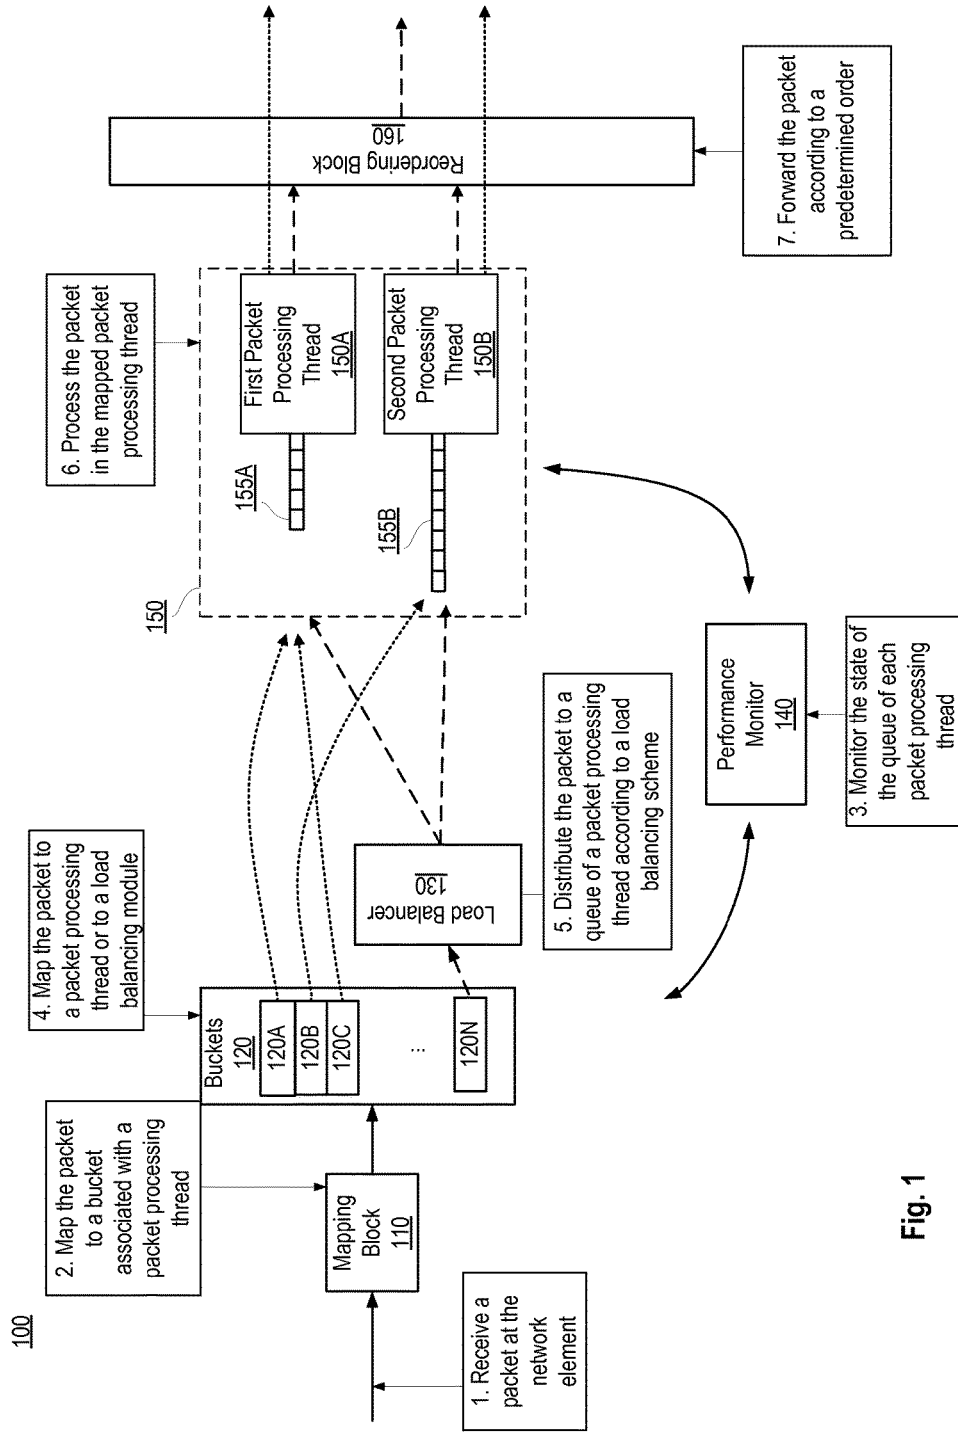 100
1. Receive a
packet at the
network
element
2. Map the packet
to a bucket
associated with a
packet processing
thread
Mapping
Block
110
4. Map the packet to
a packet processing
thread or to a load
balancing module
Buckets
120
120A
120B
120C
...
120N
Load Balancer
130
5. Distribute the packet to a
queue of a packet processing
thread according to a load
balancing scheme
Performance
Monitor
140
3. Monitor the state of
the queue of each
packet processing
thread
150
155A
155B
6. Process the packet
in the mapped packet
processing thread
First Packet
Processing
Thread
150A
Second Packet
Processing
Thread
150B
Reordering Block
160
7. Forward the packet
according to a
predetermined order
Fig. 1